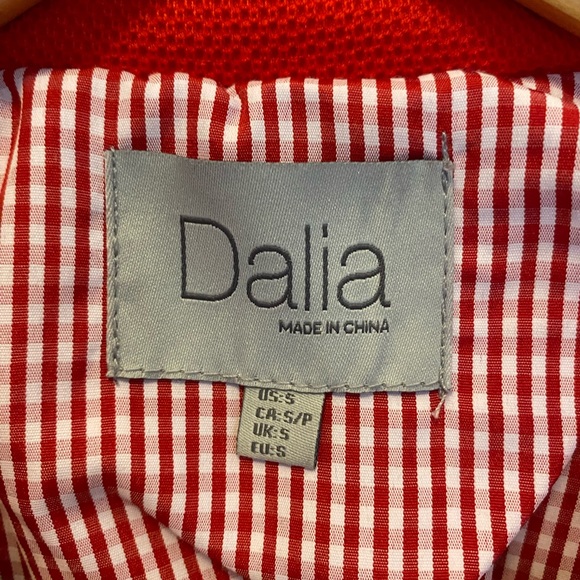 Dalia
MADE IN CHINA
US:S
CA:S/P
UK:S
EU:S